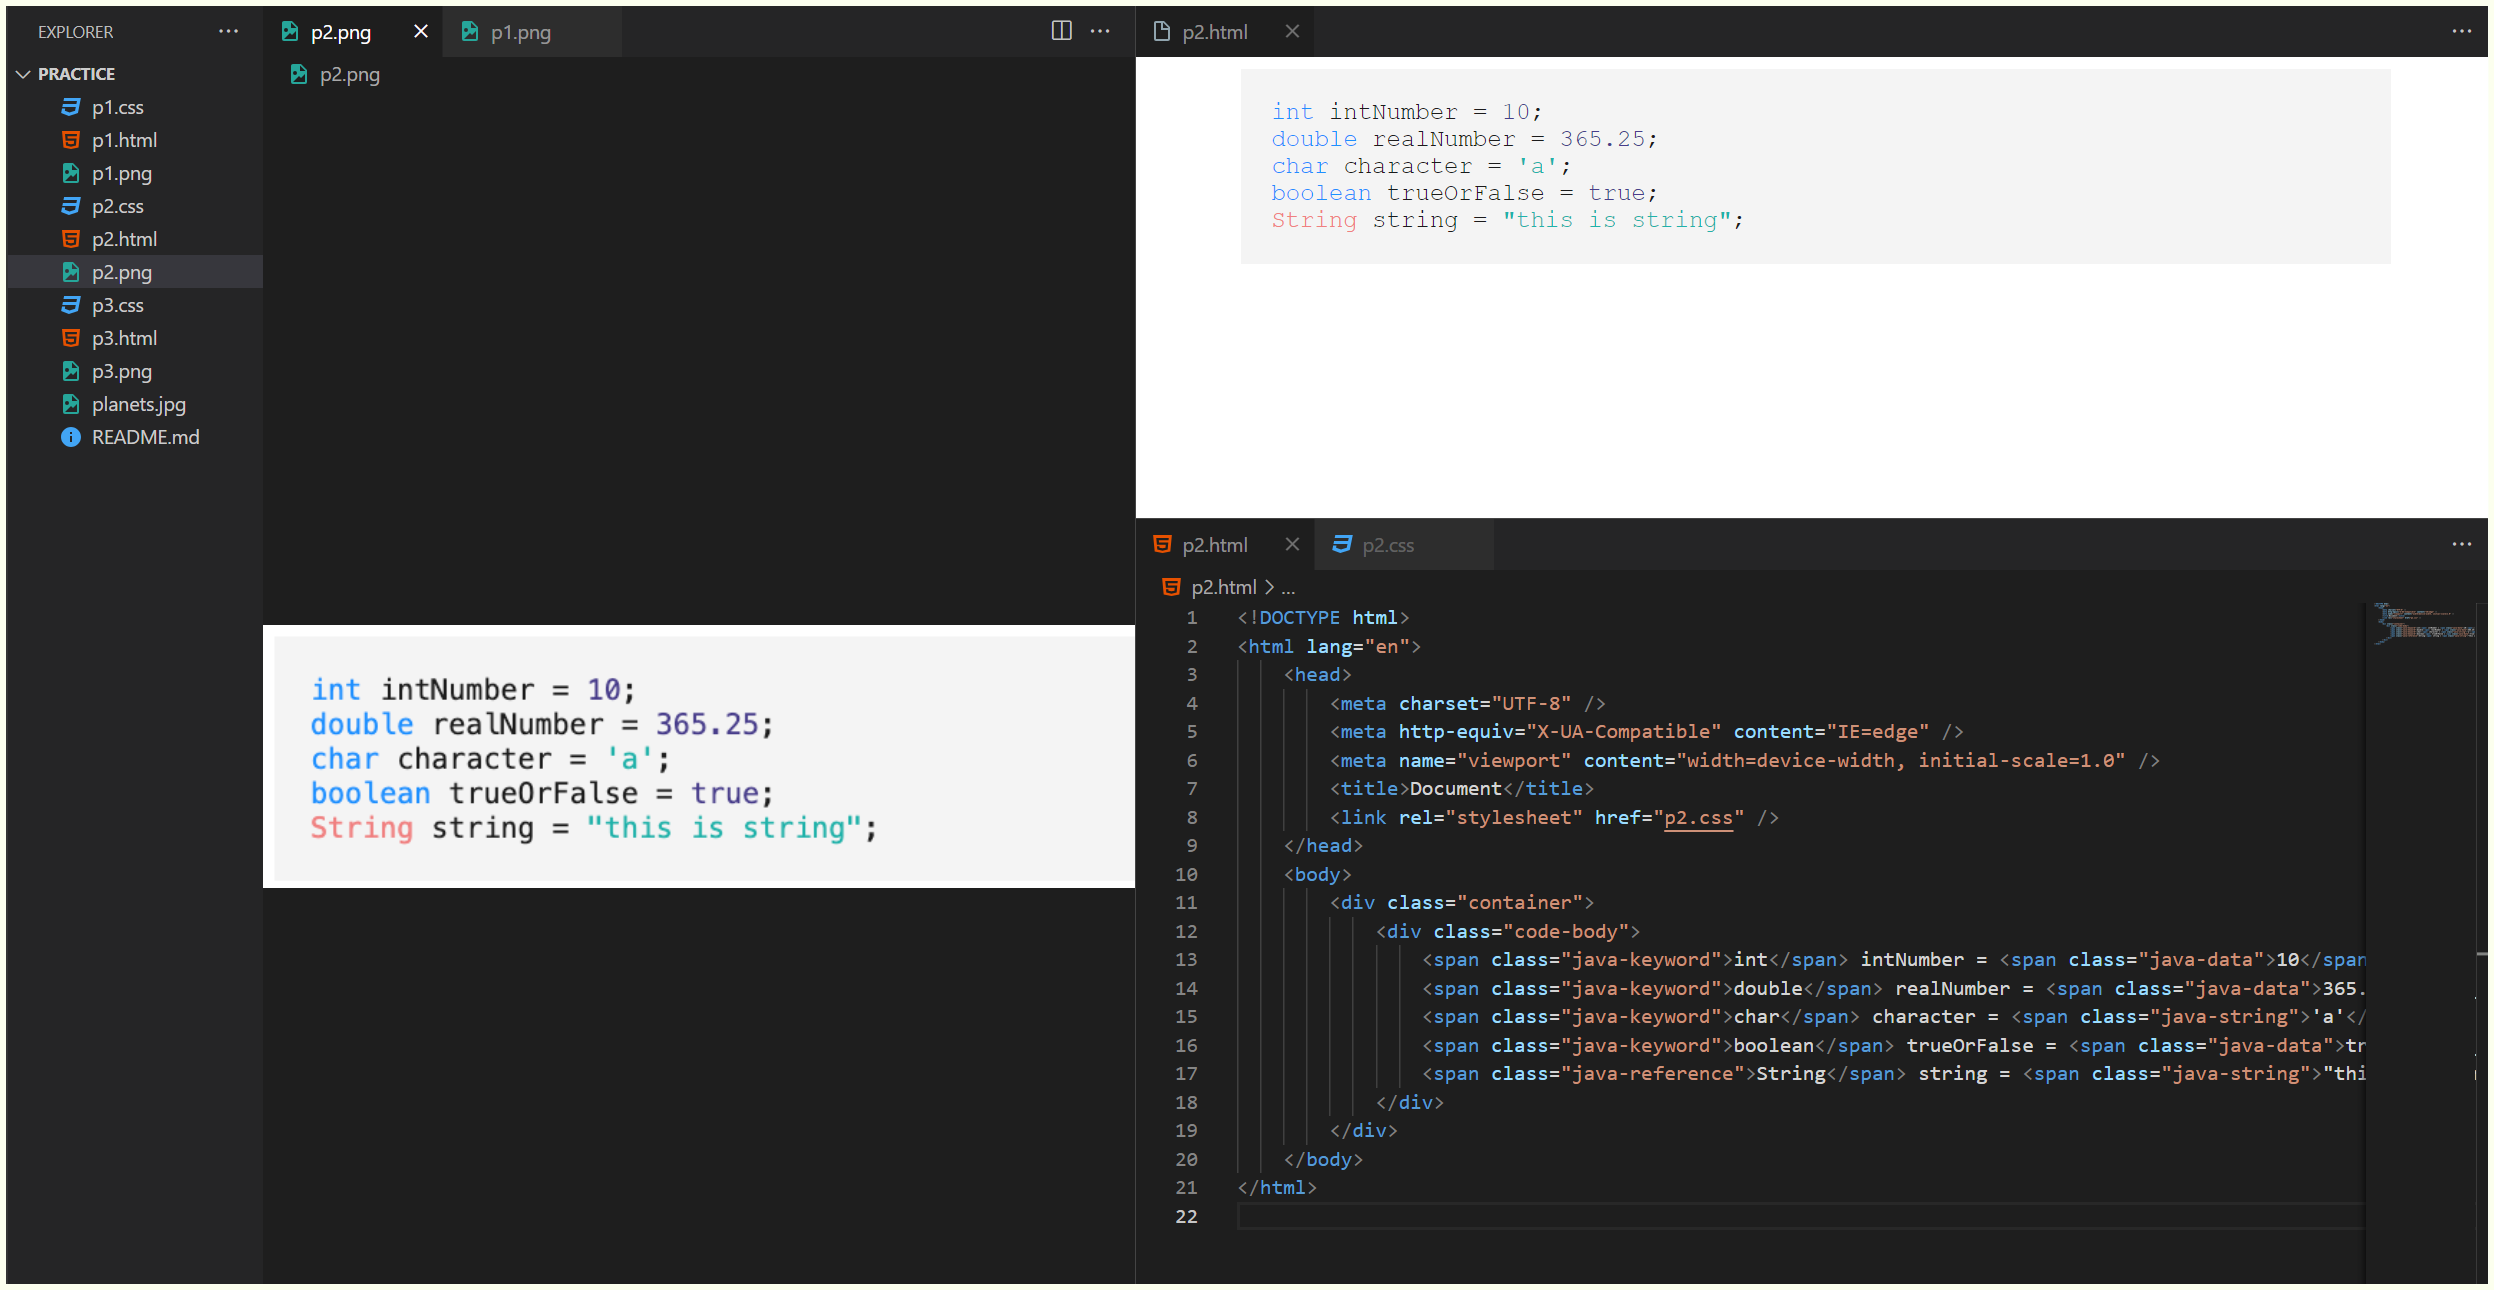 EXPLORER
PRACTICE
p1.css
p1.html
p1.png
p2.css
p2.html
p2.png
p3.css
p3.html
p3.png
planets.jpg
README.md
p2.png
p1.png
p2.png
int intNumber = 10;
double realNumber = 365.25;
char character = 'a';
boolean trueOrFalse = true;
String string = "this is string";
p2.html
int intNumber = 10;
double realNumber = 365.25;
char character = 'a';
boolean trueOrFalse = true;
String string = "this is string";
p2.html
p2.css
p2.html > ...
1 <!DOCTYPE html>
2 <html lang="en">
3 <head>
4 <meta charset="UTF-8" />
5 <meta http-equiv="X-UA-Compatible" content="IE=edge" />
6 <meta name="viewport" content="width=device-width, initial-scale=1.0" />
7 <title>Document</title>
8 <link rel="stylesheet" href="p2.css" />
9 </head>
10 <body>
11 <div class="container">
12 <div class="code-body">
13 <span class="java-keyword">int</span> intNumber = <span class="java-data">10</span
14 <span class="java-keyword">double</span> realNumber = <span class="java-data">365.
15 <span class="java-keyword">char</span> character = <span class="java-string">'a'</
16 <span class="java-keyword">boolean</span> trueOrFalse = <span class="java-data">tr
17 <span class="java-reference">String</span> string = <span class="java-string">"thi
18 </div>
19 </div>
20 </body>
21 </html>
22